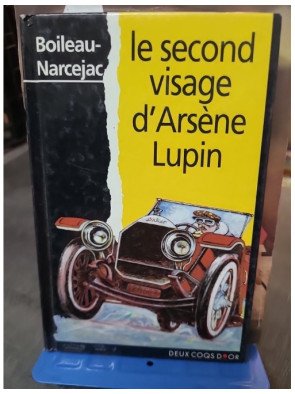 Boileau-
Narcejac
le second
visage
d'Arsène
Lupin
DEUX COQS D'OR